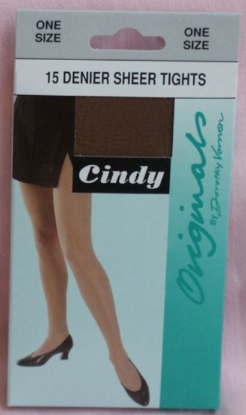 ONE SIZE
ONE SIZE
15 DENIER SHEER TIGHTS
Cindy
Originals
BY Dorothy Vernon